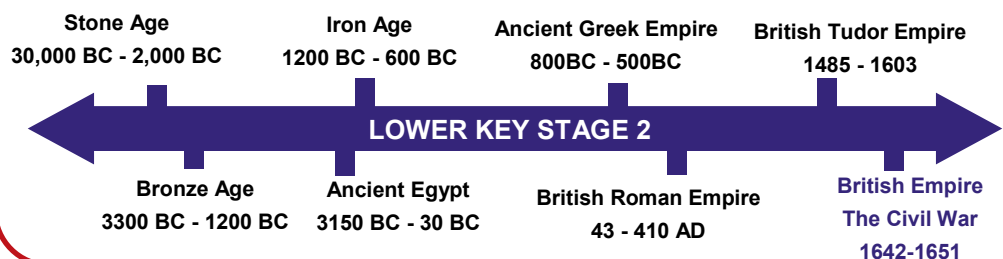 Stone Age
30,000 BC - 2,000 BC
Iron Age
1200 BC - 600 BC
Ancient Greek Empire
800BC - 500BC
British Tudor Empire
1485 - 1603
LOWER KEY STAGE 2
Bronze Age
3300 BC - 1200 BC
Ancient Egypt
3150 BC - 30 BC
British Roman Empire
43 - 410 AD
British Empire
The Civil War
1642-1651